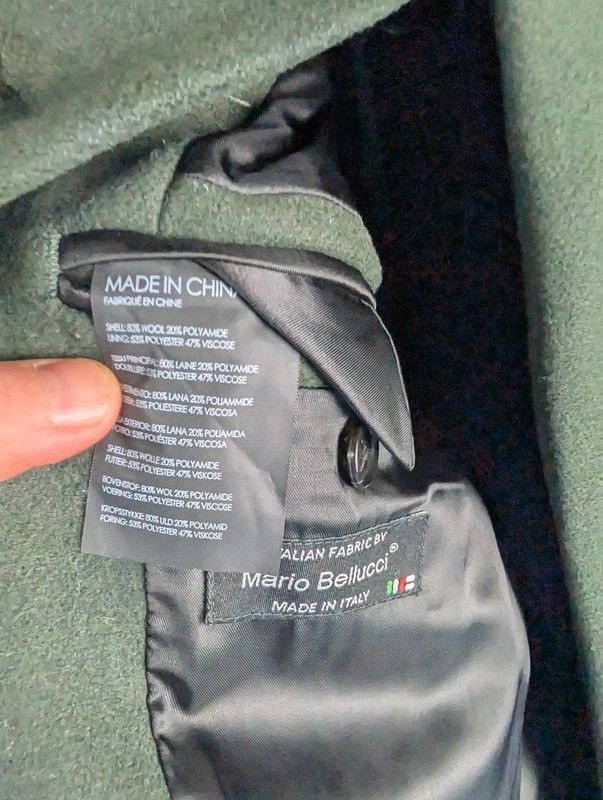 MADE IN CHINA
FABRIQUÉ EN CHINE
SHELL: 80% WOOL 20% POLYAMIDE
LINING: 53% POLYESTER 47% VISCOSE
PRINCIPAL: 80% LAINE 20% POLYAMIDE
DOUBLURE: 53% POLYESTER 47% VISCOSE
80% LANA 20% POLIAMMIDE
53% POLIESTERE 47% VISCOSA
EXTERIOR: 80% LANA 20% POLIAMIDA
53% POLIÉSTER 47% VISCOSA
SHELL: 80% WOLLE 20% POLYAMIDE
FUTTER: 53% POLYESTER 47% VISKOSE
BOVENSTOF: 80% WOL 20% POLYAMIDE
VOERING: 53% POLYESTER 47% VISCOSE
KROPSSTYKKE: 80% ULD 20% POLYAMID
FORING: 53% POLYESTER 47% VISKOSE
ITALIAN FABRIC BY
Mario Bellucci®
MADE IN ITALY